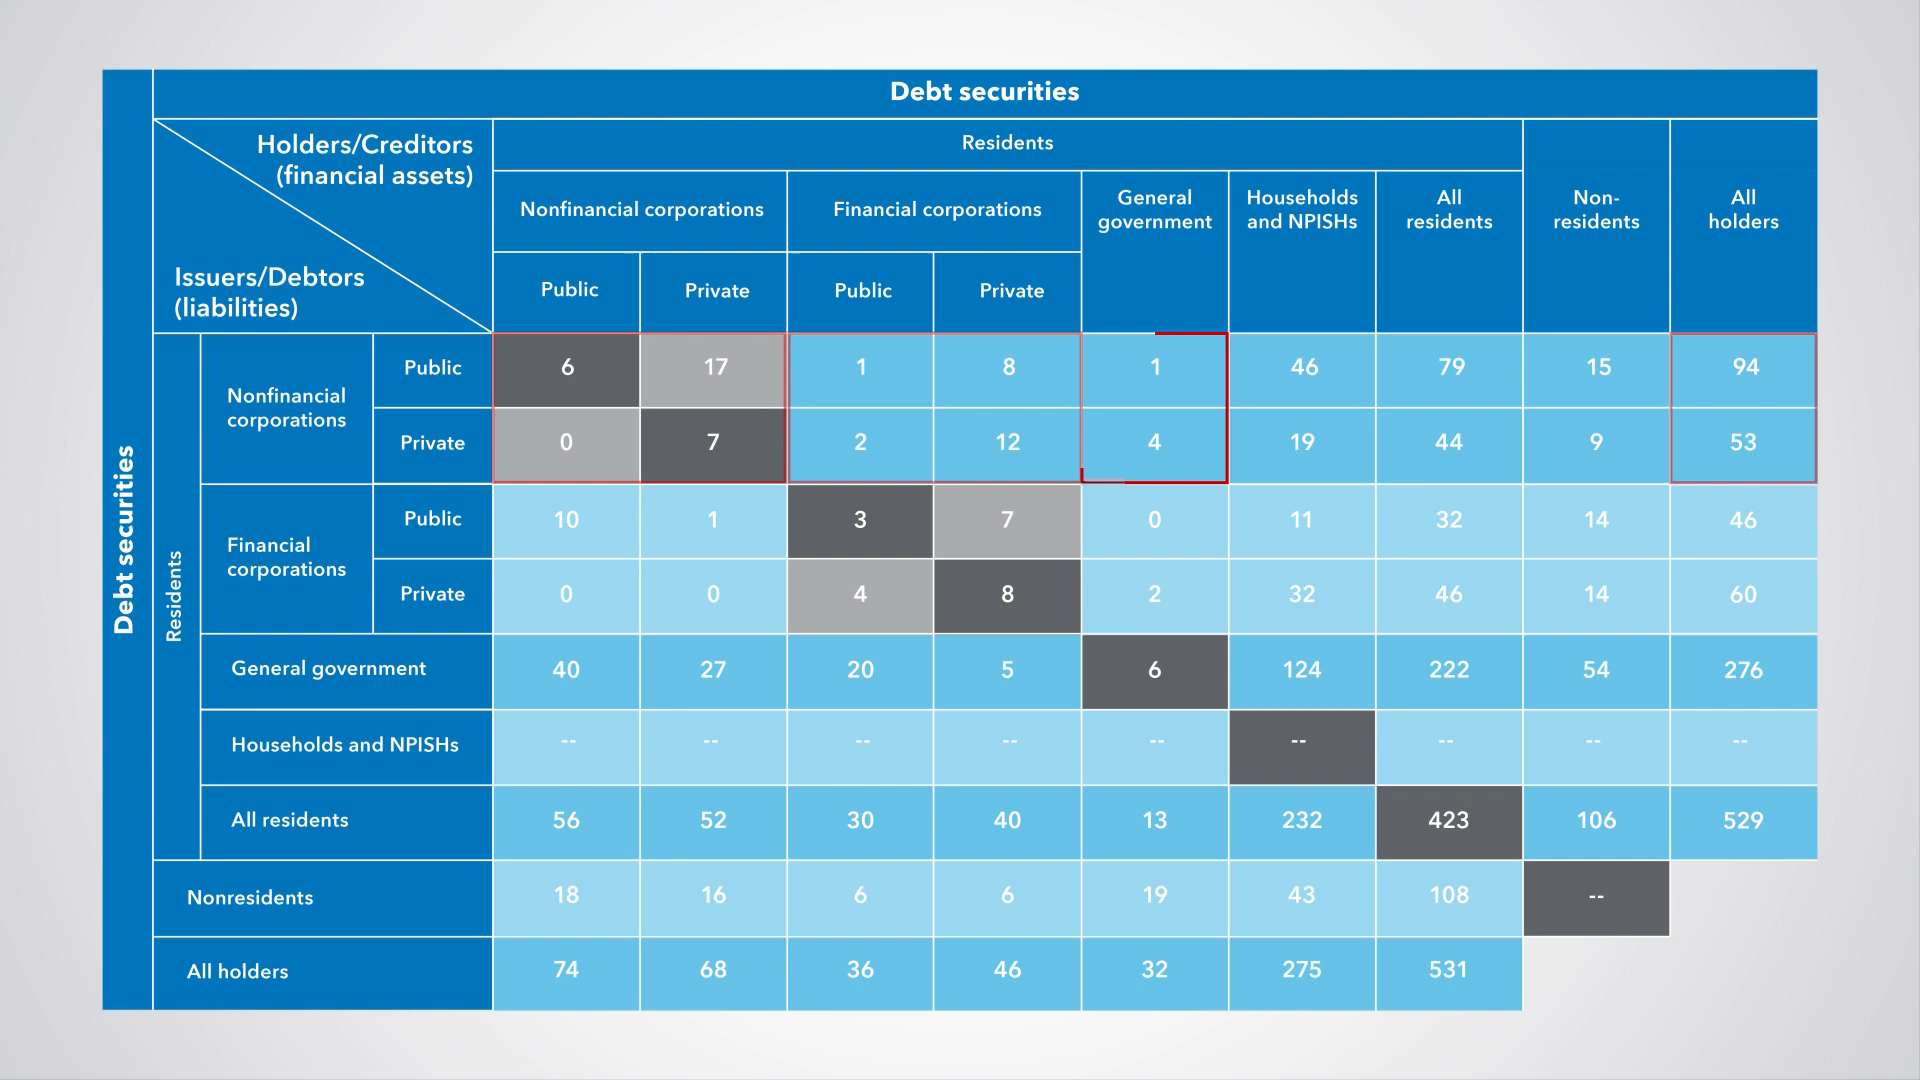 Debt securities
Debt securities
Holders/Creditors
(financial assets)
Issuers/Debtors
(liabilities)
Residents
Nonfinancial corporations
Financial corporations
General
government
Households
and NPISHs
All
residents
Non-
residents
All
holders
Public
Private
Public
Private
Residents
Nonfinancial
corporations
Public
6
17
1
8
1
46
79
15
94
Private
0
7
2
12
4
19
44
9
53
Financial
corporations
Public
10
1
3
7
0
11
32
14
46
Private
0
0
4
8
2
32
46
14
60
General government
40
27
20
5
6
124
222
54
276
Households and NPISHs
--
--
--
--
--
--
--
--
--
All residents
56
52
30
40
13
232
423
106
529
Nonresidents
18
16
6
6
19
43
108
--
All holders
74
68
36
46
32
275
531